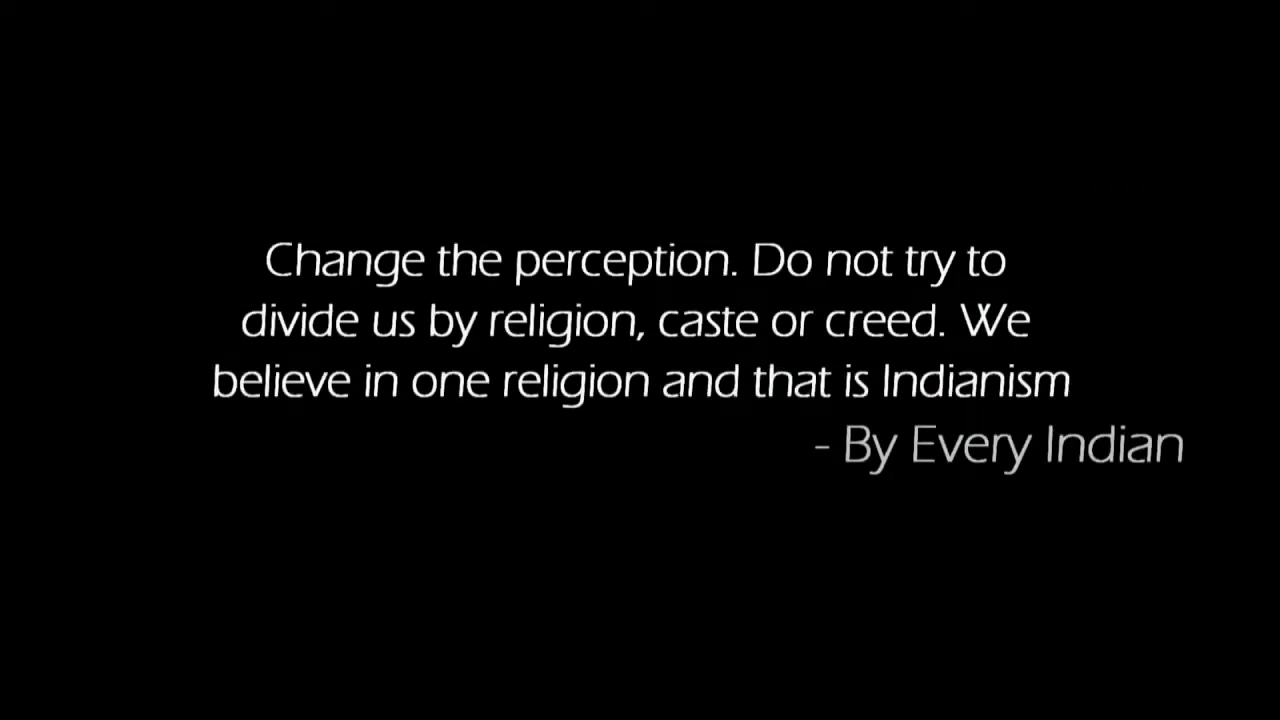 Change the perception. Do not try to
divide us by religion, caste or creed. We
believe in one religion and that is Indianism
- By Every Indian